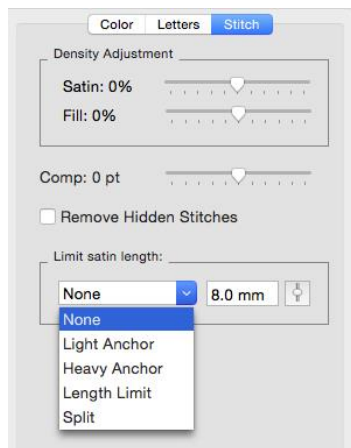 Color Letters Stitch
Density Adjustment
Satin: 0%
Fill: 0%
Comp: 0 pt
Remove Hidden Stitches
Limit satin length:
None 8.0 mm
None
Light Anchor
Heavy Anchor
Length Limit
Split